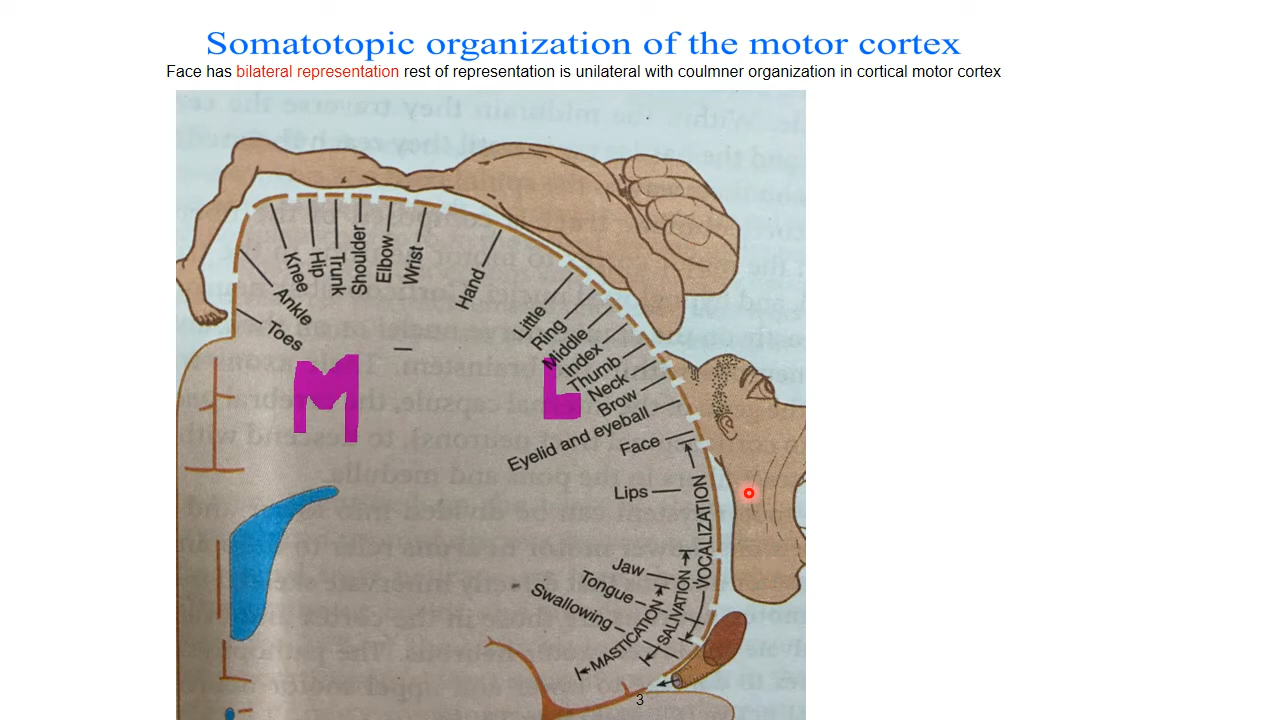 Somatotopic organization of the motor cortex
Face has bilateral representation rest of representation is unilateral with coulmner organization in cortical motor cortex
Toes
Ankle
Knee
Hip
Trunk
Shoulder
Elbow
Wrist
Hand
Little
Ring
Middle
Index
Thumb
Neck
Brow
Eyelid and eyeball
Face
Lips
Jaw
Tongue
Swallowing
VOCALIZATION
SALIVATION
MASTICATION
M
L
3